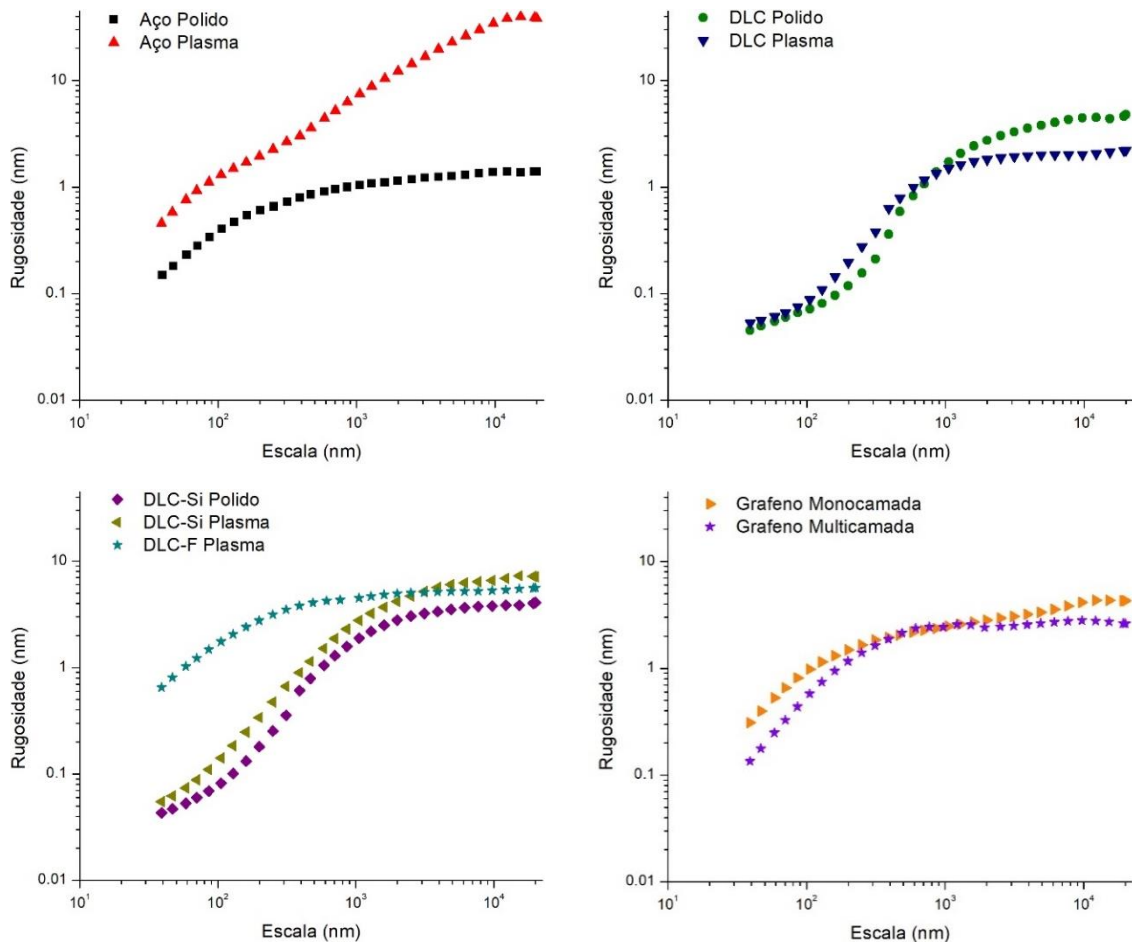 Aço Polido
Aço Plasma
10
1
0.1
0.01
Rugosidade (nm)
10¹ 10² 10³ 10⁴
Escala (nm)
DLC Polido
DLC Plasma
10
1
0.1
0.01
Rugosidade (nm)
10¹ 10² 10³ 10⁴
Escala (nm)
DLC-Si Polido
DLC-Si Plasma
DLC-F Plasma
10
1
0.1
0.01
Rugosidade (nm)
10¹ 10² 10³ 10⁴
Escala (nm)
Grafeno Monocamada
Grafeno Multicamada
10
1
0.1
0.01
Rugosidade (nm)
10¹ 10² 10³ 10⁴
Escala (nm)